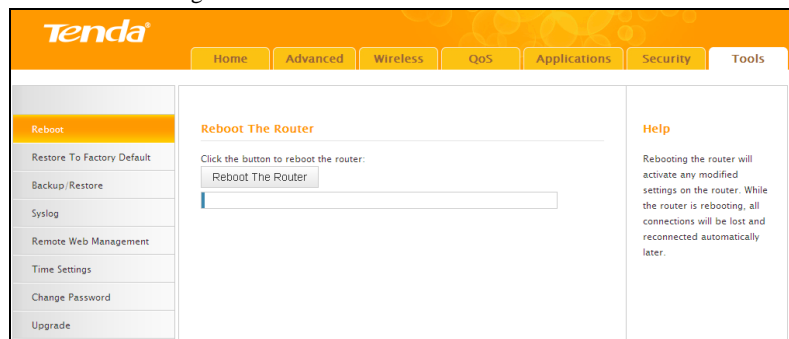 Tenda®
Home Advanced Wireless QoS Applications Security Tools
Reboot
Restore To Factory Default
Backup/Restore
Syslog
Remote Web Management
Time Settings
Change Password
Upgrade
Reboot The Router
Click the button to reboot the router:
Reboot The Router
Help
Rebooting the router will
activate any modified
settings on the router. While
the router is rebooting, all
connections will be lost and
reconnected automatically
later.